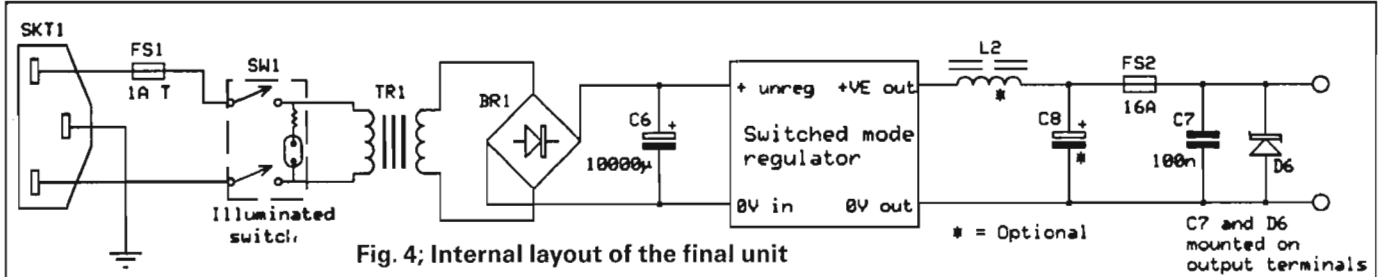 SKT1
FS1
1A T
SW1
Illuminated
switch
TR1
BR1
C6
+
10000µ
+ unreg +VE out
Switched mode
regulator
0V in 0V out
L2
*
C8
+
*
FS2
16A
C7
100n
D6
* = Optional
C7 and D6
mounted on
output terminals
Fig. 4; Internal layout of the final unit